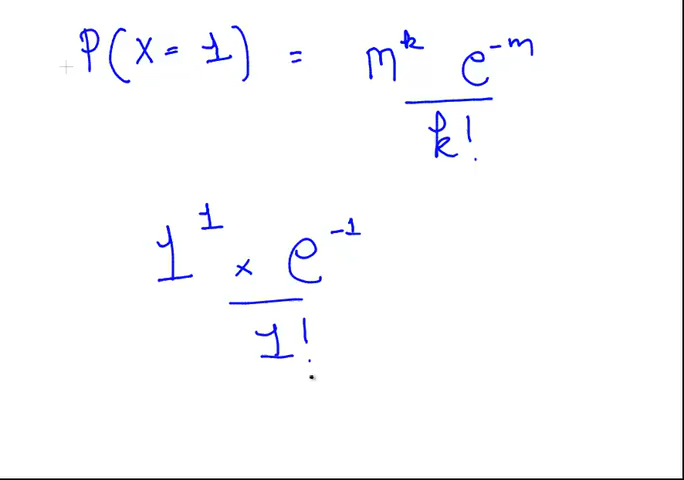 P(X = 1) = m^k e^-m
k!
1^1 × e^-1
1!